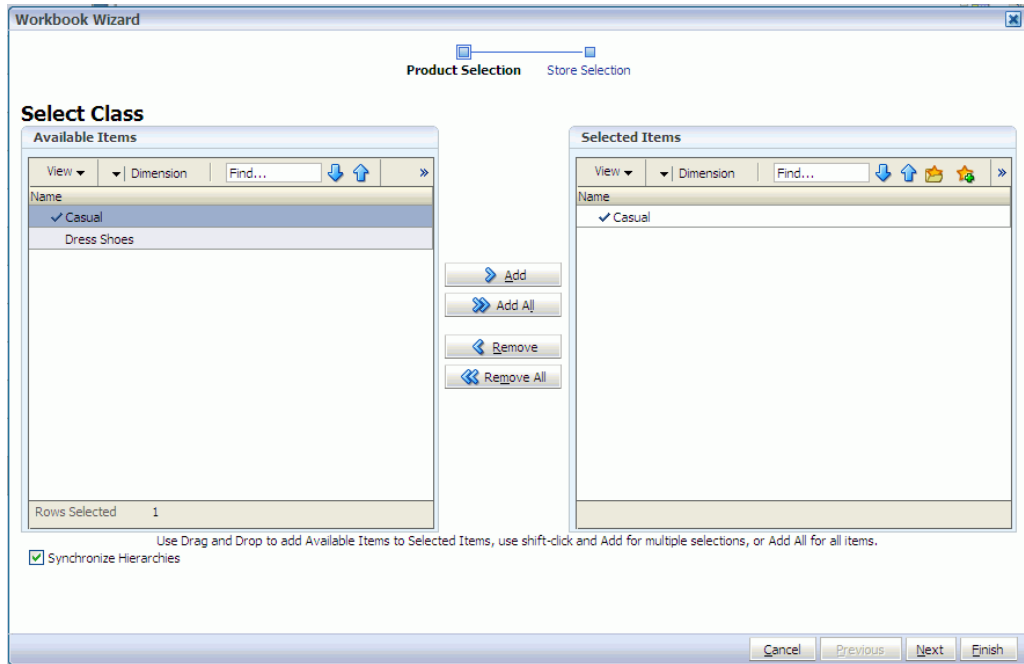 Workbook Wizard
Product Selection Store Selection
Select Class
Available Items
View Dimension Find... »
Name
Casual
Dress Shoes
Rows Selected 1
Add
Add All
Remove
Remove All
Selected Items
View Dimension Find... »
Name
Casual
Use Drag and Drop to add Available Items to Selected Items, use shift-click and Add for multiple selections, or Add All for all items.
Synchronize Hierarchies
Cancel Previous Next Finish